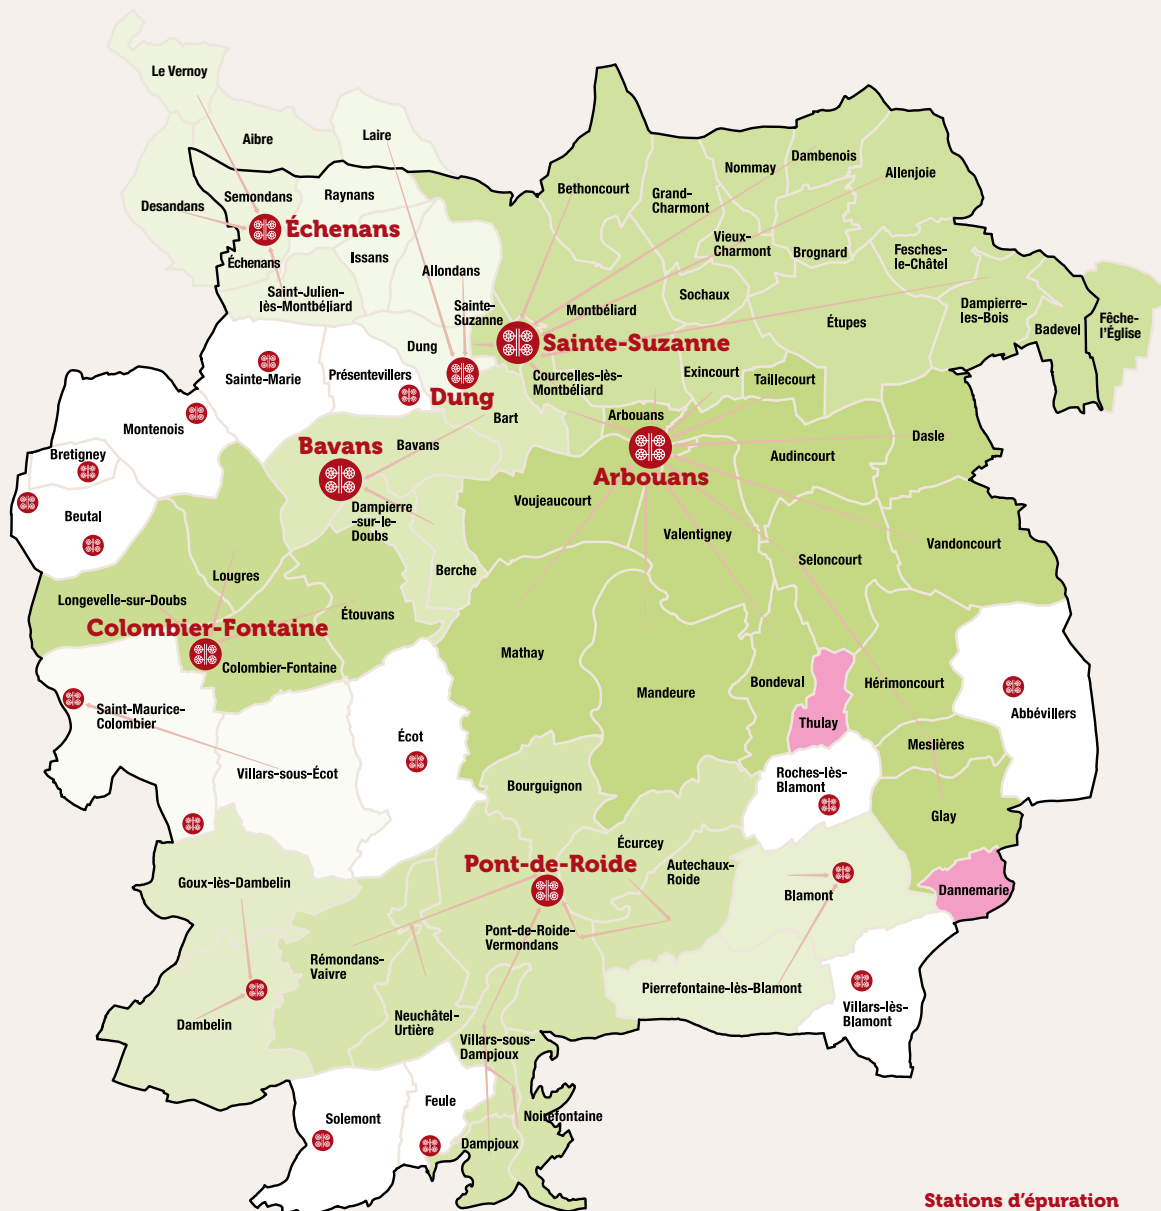 Le Vernoy
Aibre
Laire
Semondans
Raynans
Desandans
Échenans
Échenans
Issans
Saint-Julien-
lès-Montbéliard
Allondans
Sainte-
Suzanne
Dung
Bethoncourt
Grand-
Charmont
Nommay
Dambenois
Allenjoie
Vieux-
Charmont
Brognard
Fesches-
le-Châtel
Sochaux
Montbéliard
Étupes
Dampierre-
les-Bois
Badevel
Fêche-
l'Église
Sainte-Suzanne
Courcelles-lès-
Montbéliard
Exincourt
Taillecourt
Sainte-Marie
Présentevillers
Dung
Montenois
Bart
Arbouans
Bretigney
Bavans
Bavans
Audincourt
Dasle
Arbouans
Beutal
Dampierre
-sur-le-
Doubs
Voujeaucourt
Valentigney
Vandoncourt
Seloncourt
Berche
Lougres
Longevelle-sur-Doubs
Étouvans
Colombier-Fontaine
Colombier-Fontaine
Mathay
Mandeure
Bondeval
Hérimoncourt
Thulay
Abbévillers
Saint-Maurice-
Colombier
Écot
Villars-sous-Écot
Meslières
Roches-lès-
Blamont
Bourguignon
Glay
Écurcey
Autechaux-
Roide
Pont-de-Roide
Goux-lès-Dambelin
Blamont
Dannemarie
Pont-de-Roide-
Vermondans
Rémondans-
Vaivre
Pierrefontaine-lès-Blamont
Villars-lès-
Blamont
Dambelin
Neuchâtel-
Urtière
Villars-sous-
Dampjoux
Feule
Solemont
Noirefontaine
Dampjoux
Stations d'épuration